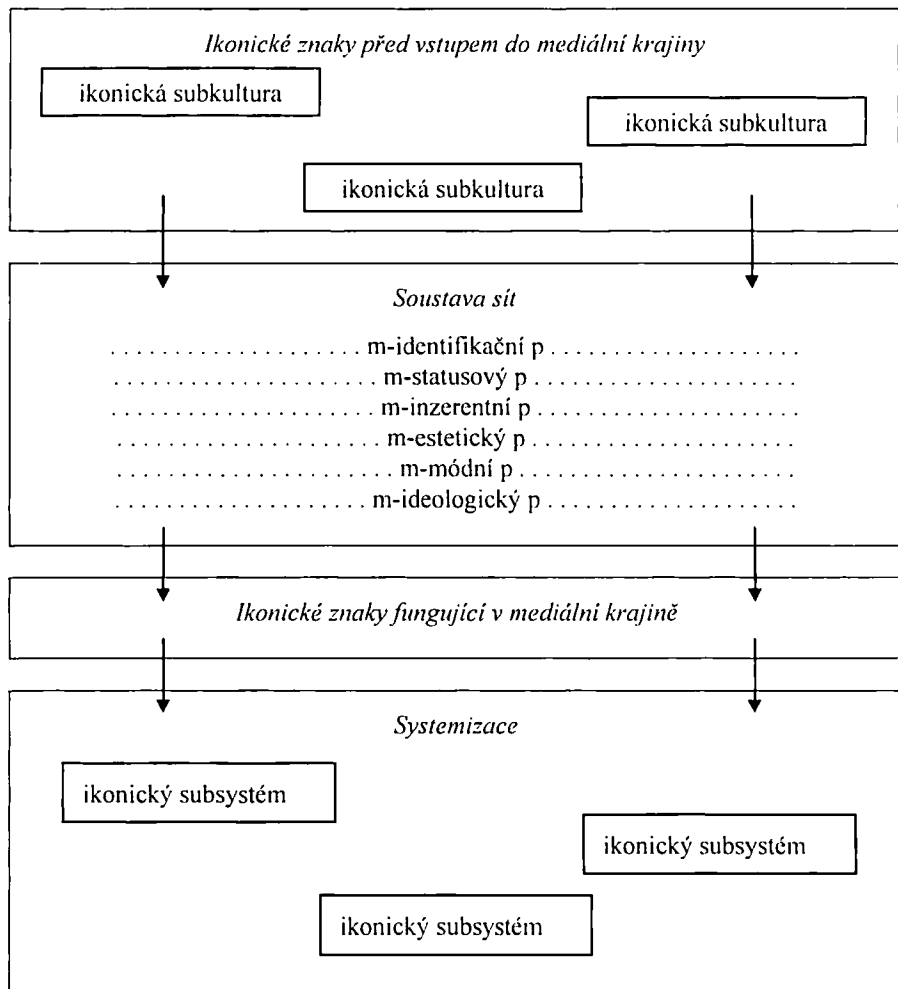 Ikonické znaky před vstupem do mediální krajiny
ikonická subkultura
ikonická subkultura
ikonická subkultura
Soustava sít
. . . . . . . . . . . . . . . . . . . . m-identifikační p . . . . . . . . . . . . . . . . . . . .
. . . . . . . . . . . . . . . . . . . . . m-statusový p . . . . . . . . . . . . . . . . . . . . .
. . . . . . . . . . . . . . . . . . . . . m-inzerentní p . . . . . . . . . . . . . . . . . . . . .
. . . . . . . . . . . . . . . . . . . . . m-estetický p . . . . . . . . . . . . . . . . . . . . .
. . . . . . . . . . . . . . . . . . . . . . m-módní p . . . . . . . . . . . . . . . . . . . . . .
. . . . . . . . . . . . . . . . . . . . m-ideologický p . . . . . . . . . . . . . . . . . . . .
Ikonické znaky fungující v mediální krajině
Systemizace
ikonický subsystém
ikonický subsystém
ikonický subsystém